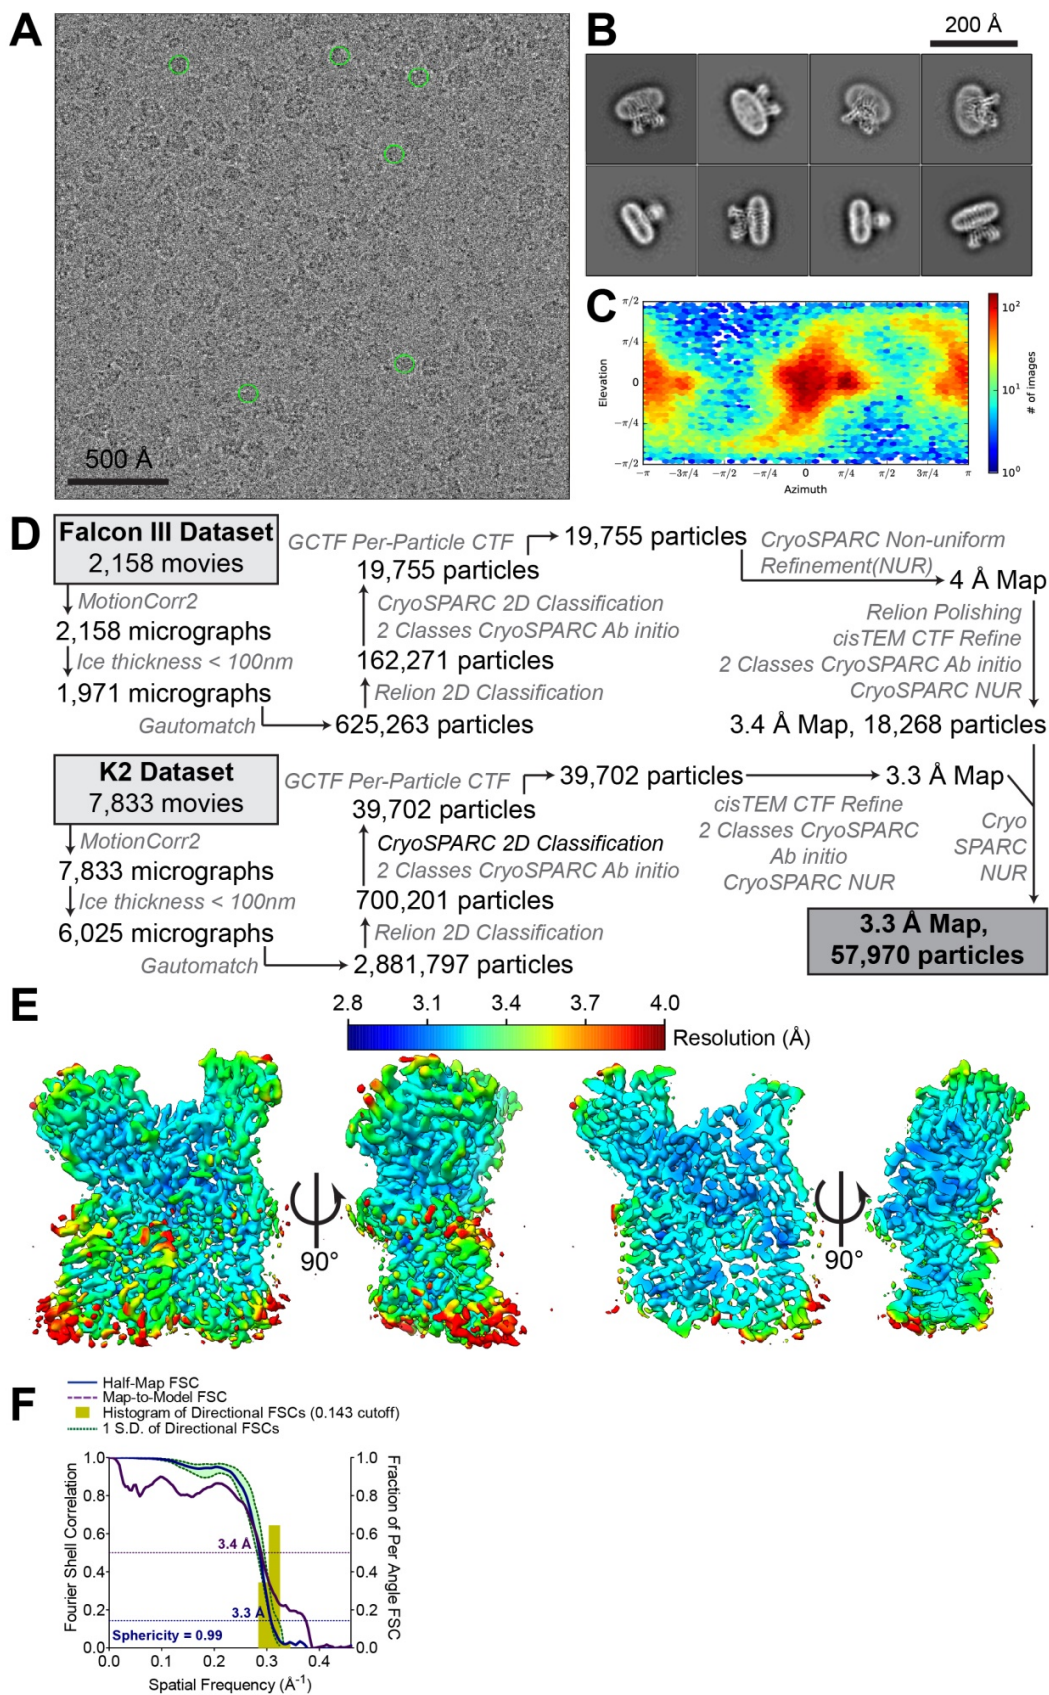 A
500 Å
B
200 Å
C
π/2
π/4
0
−π/4
−π/2
Elevation
−π
−3π/4
−π/2
−π/4
0
π/4
π/2
3π/4
π
Azimuth
10²
10¹
10⁰
# of images
D
Falcon III Dataset
2,158 movies
MotionCorr2
2,158 micrographs
Ice thickness < 100nm
1,971 micrographs
Gautomatch
625,263 particles
Relion 2D Classification
162,271 particles
CryoSPARC 2D Classification
2 Classes CryoSPARC Ab initio
19,755 particles
GCTF Per-Particle CTF
19,755 particles
CryoSPARC Non-uniform
Refinement(NUR)
4 Å Map
Relion Polishing
cisTEM CTF Refine
2 Classes CryoSPARC Ab initio
CryoSPARC NUR
3.4 Å Map, 18,268 particles
K2 Dataset
7,833 movies
MotionCorr2
7,833 micrographs
Ice thickness < 100nm
6,025 micrographs
Gautomatch
2,881,797 particles
Relion 2D Classification
700,201 particles
CryoSPARC 2D Classification
2 Classes CryoSPARC Ab initio
39,702 particles
GCTF Per-Particle CTF
39,702 particles
cisTEM CTF Refine
2 Classes CryoSPARC
Ab initio
CryoSPARC NUR
3.3 Å Map
Cryo
SPARC
NUR
3.3 Å Map,
57,970 particles
E
2.8 3.1 3.4 3.7 4.0
Resolution (Å)
90°
90°
F
Half-Map FSC
Map-to-Model FSC
Histogram of Directional FSCs (0.143 cutoff)
1 S.D. of Directional FSCs
Fourier Shell Correlation
1.0
0.8
0.6
0.4
0.2
0.0
3.4 Å
3.3 Å
Sphericity = 0.99
1.0
0.8
0.6
0.4
0.2
0.0
Fraction of Per Angle FSC
0.0 0.1 0.2 0.3 0.4
Spatial Frequency (Å⁻¹)